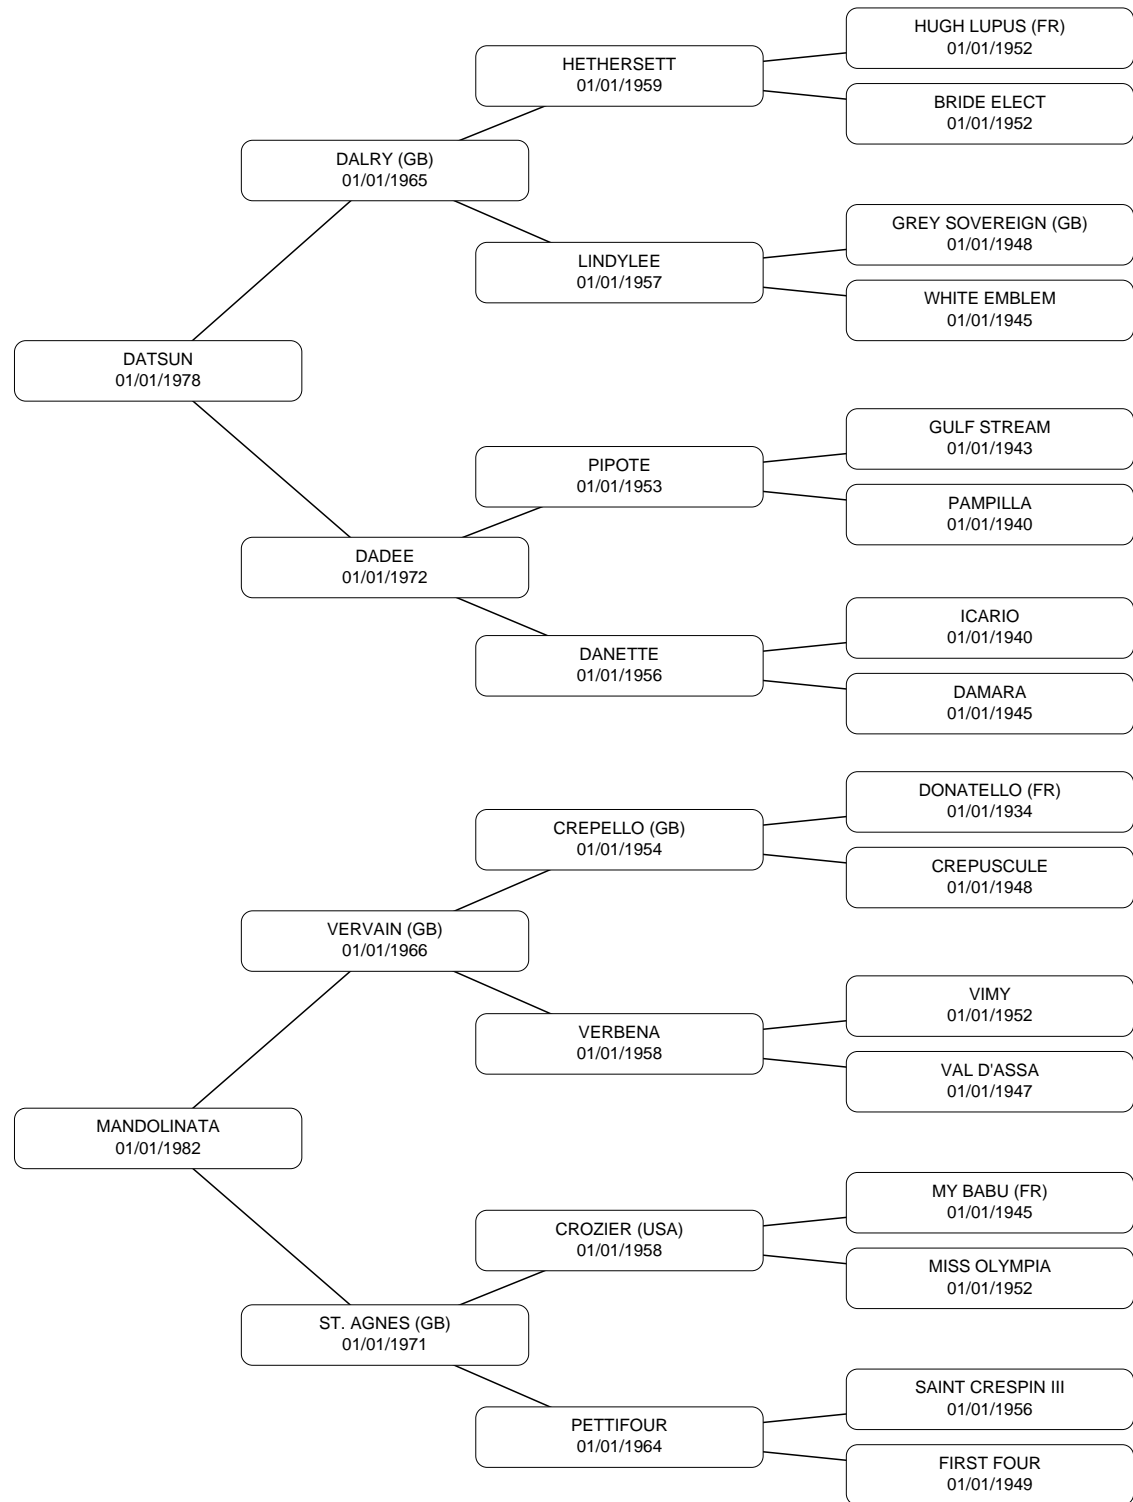 HUGH LUPUS (FR)
01/01/1952
HETHERSETT
01/01/1959
BRIDE ELECT
01/01/1952
DALRY (GB)
01/01/1965
GREY SOVEREIGN (GB)
01/01/1948
LINDYLEE
01/01/1957
WHITE EMBLEM
01/01/1945
DATSUN
01/01/1978
GULF STREAM
01/01/1943
PIPOTE
01/01/1953
PAMPILLA
01/01/1940
DADEE
01/01/1972
ICARIO
01/01/1940
DANETTE
01/01/1956
DAMARA
01/01/1945
DONATELLO (FR)
01/01/1934
CREPELLO (GB)
01/01/1954
CREPUSCULE
01/01/1948
VERVAIN (GB)
01/01/1966
VIMY
01/01/1952
VERBENA
01/01/1958
VAL D'ASSA
01/01/1947
MANDOLINATA
01/01/1982
MY BABU (FR)
01/01/1945
CROZIER (USA)
01/01/1958
MISS OLYMPIA
01/01/1952
ST. AGNES (GB)
01/01/1971
SAINT CRESPIN III
01/01/1956
PETTIFOUR
01/01/1964
FIRST FOUR
01/01/1949